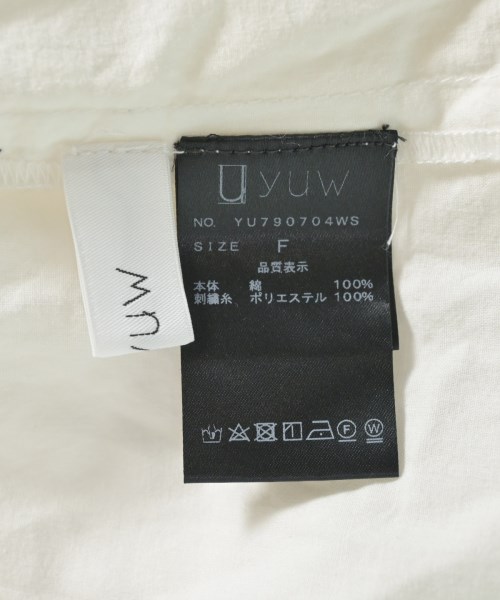 U yuw
NO. YU790704WS
SIZE F
品質表示
本体 綿 100%
刺繍糸 ポリエステル 100%
F W
yuw